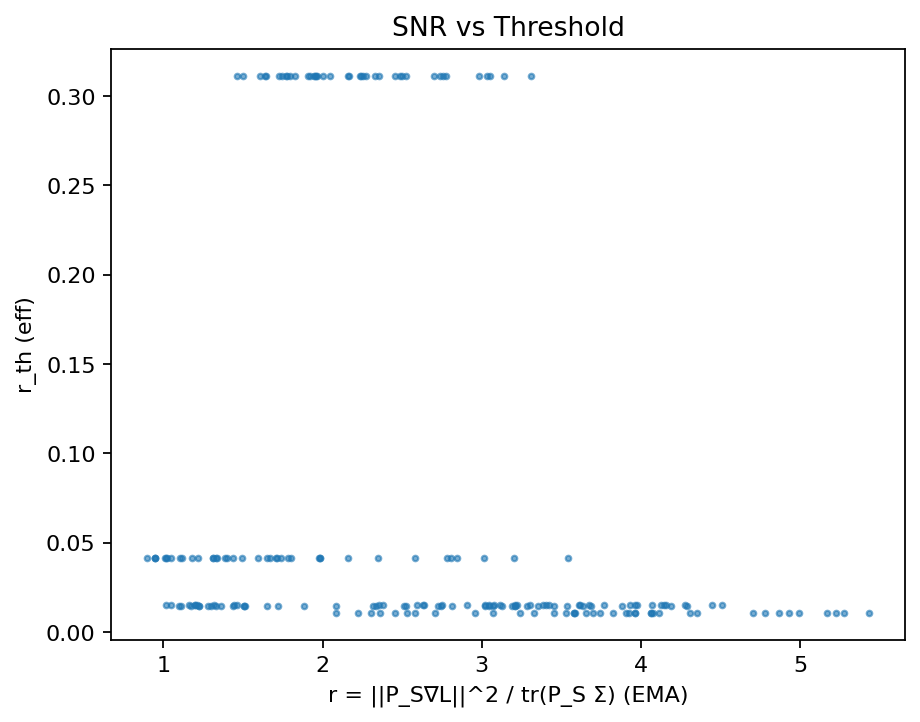 SNR vs Threshold
r_th (eff)
0.30
0.25
0.20
0.15
0.10
0.05
0.00
1 2 3 4 5
r = ||P_S∇L||^2 / tr(P_S Σ) (EMA)